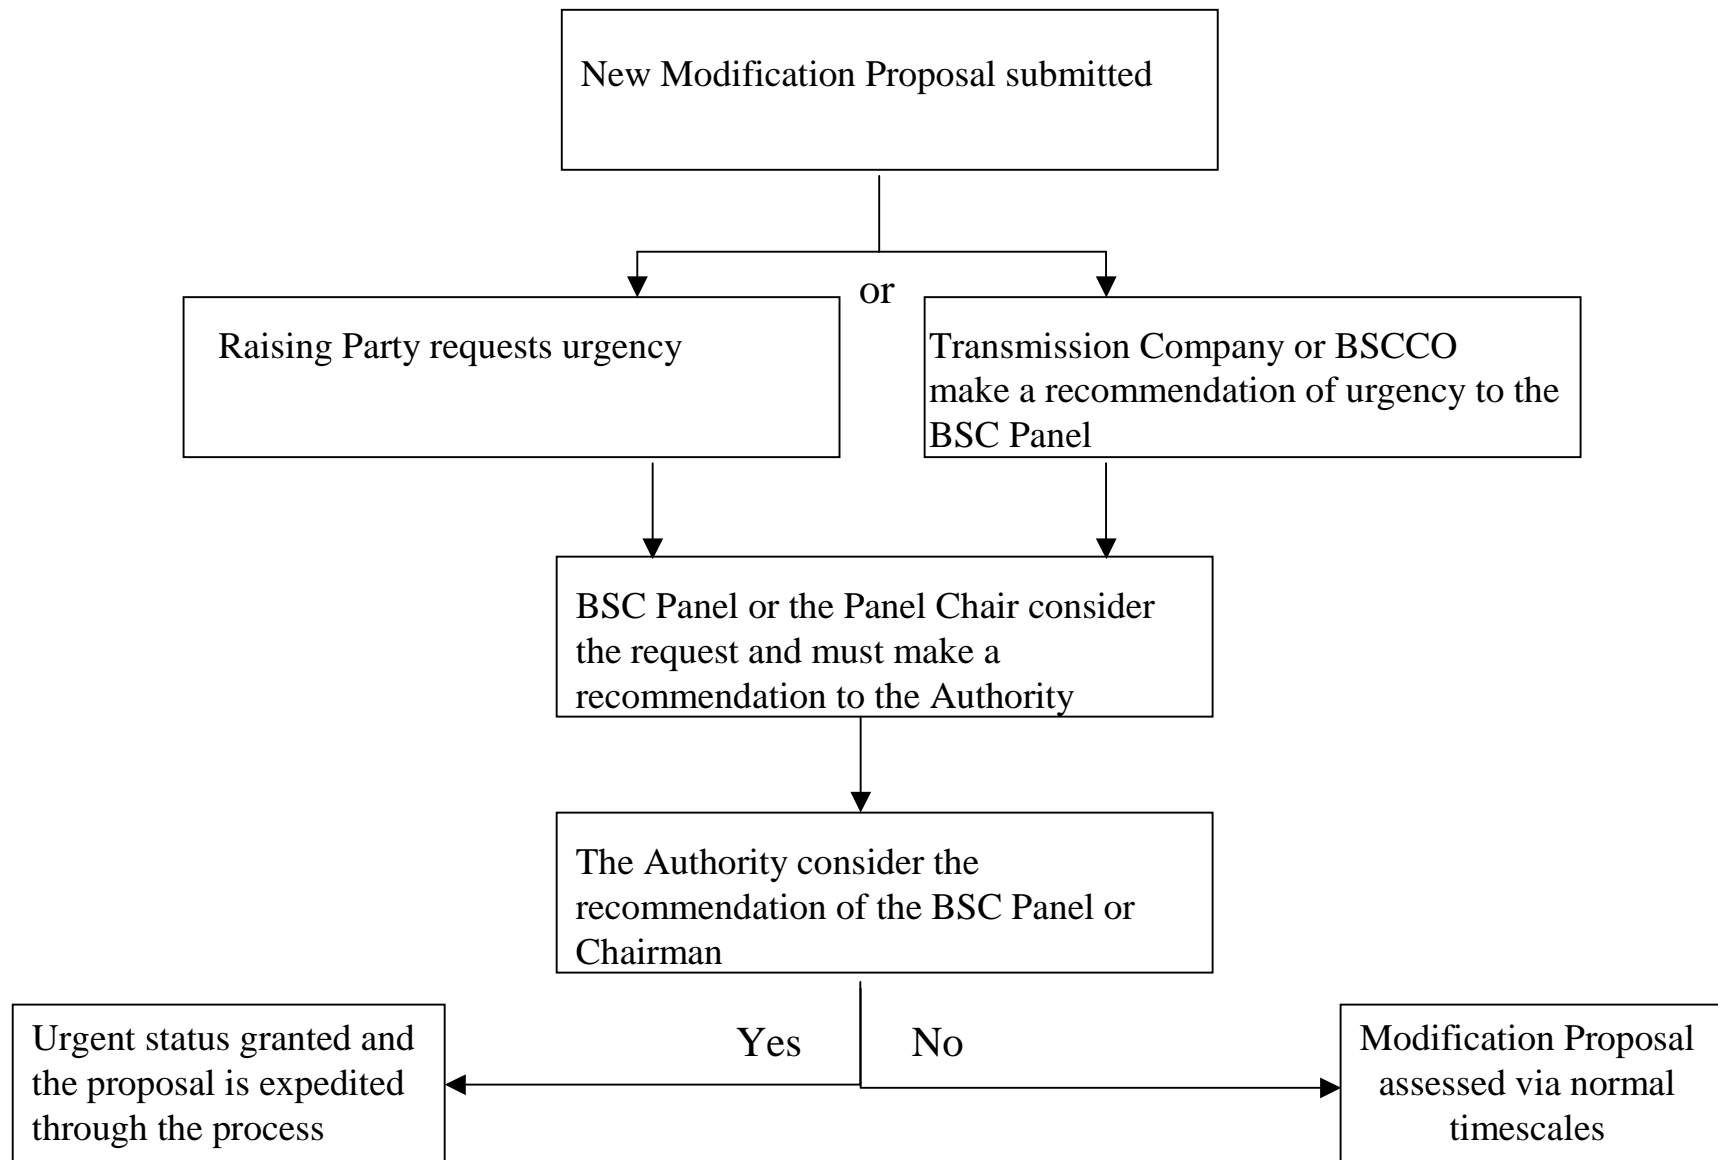 New Modification Proposal submitted
or
Raising Party requests urgency
Transmission Company or BSCCO
make a recommendation of urgency to the
BSC Panel
BSC Panel or the Panel Chair consider
the request and must make a
recommendation to the Authority
The Authority consider the
recommendation of the BSC Panel or
Chairman
Yes
No
Urgent status granted and
the proposal is expedited
through the process
Modification Proposal
assessed via normal
timescales